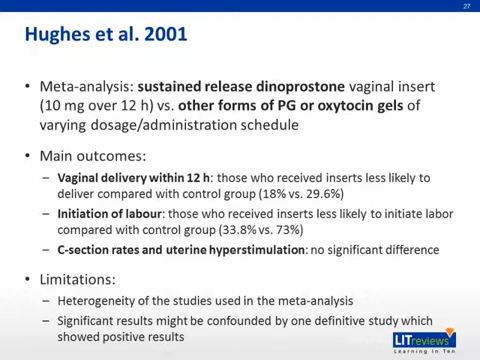 27
Hughes et al. 2001
• Meta-analysis: sustained release dinoprostone vaginal insert
(10 mg over 12 h) vs. other forms of PG or oxytocin gels of
varying dosage/administration schedule
• Main outcomes:
– Vaginal delivery within 12 h: those who received inserts less likely to
deliver compared with control group (18% vs. 29.6%)
– Initiation of labour: those who received inserts less likely to initiate labor
compared with control group (33.8% vs. 73%)
– C-section rates and uterine hyperstimulation: no significant difference
• Limitations:
– Heterogeneity of the studies used in the meta-analysis
– Significant results might be confounded by one definitive study which
showed positive results
LITreviews
Learning In Ten